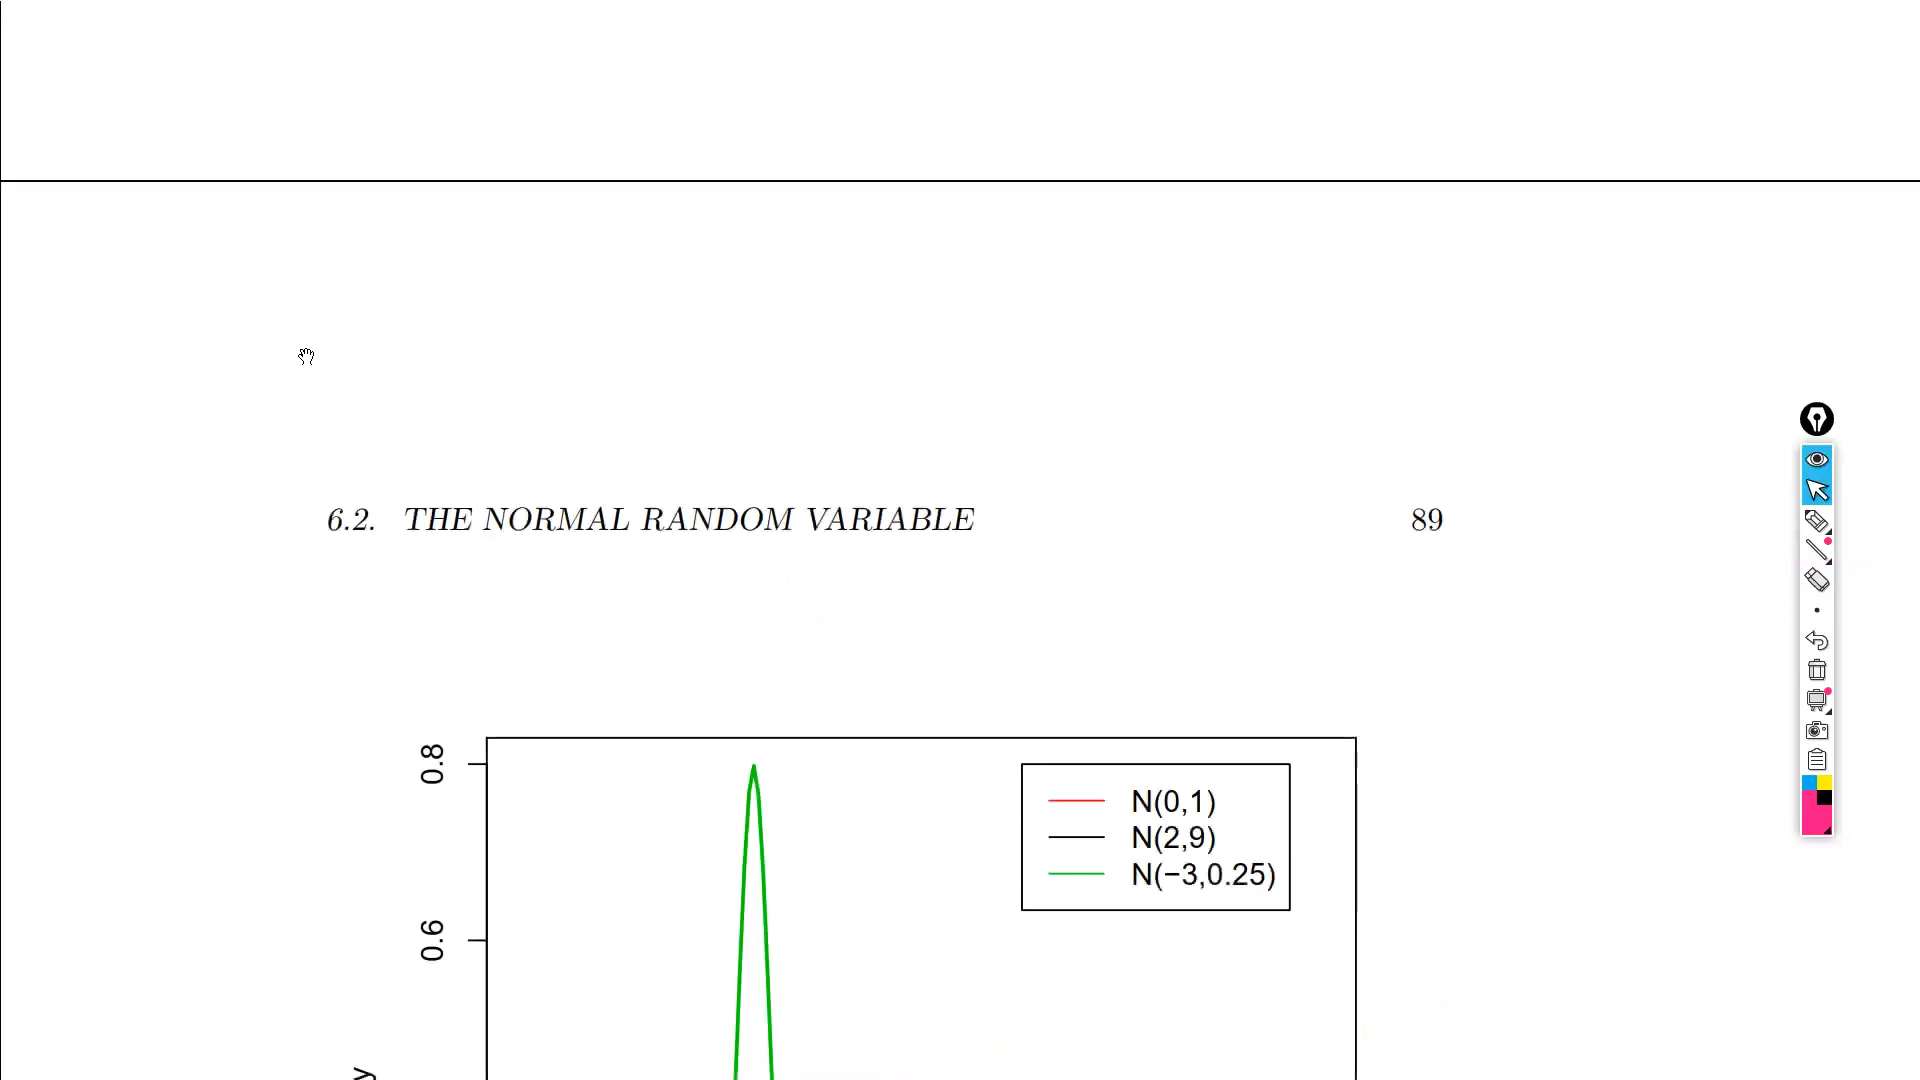 6.2. THE NORMAL RANDOM VARIABLE 89
0.8
N(0,1)
N(2,9)
N(−3,0.25)
0.6
y